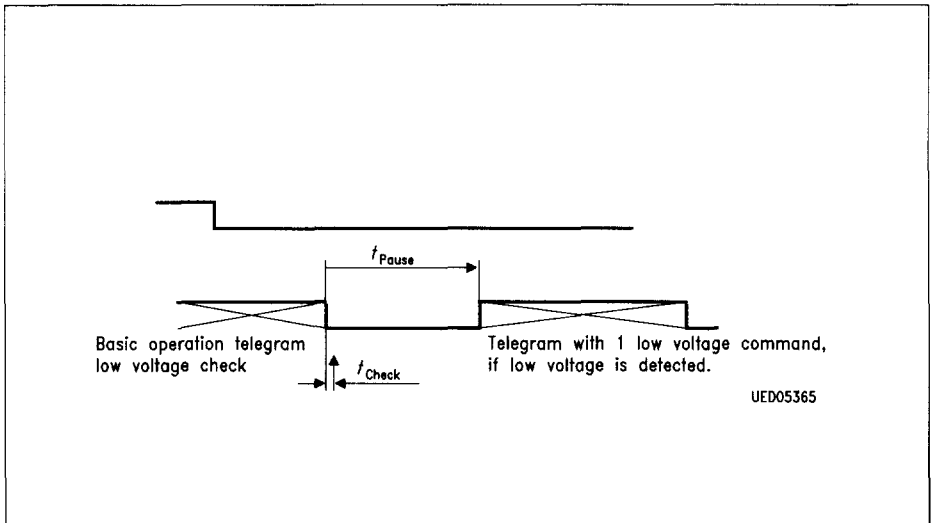 t Pause
Basic operation telegram
low voltage check
t Check
Telegram with 1 low voltage command,
if low voltage is detected.
UED05365